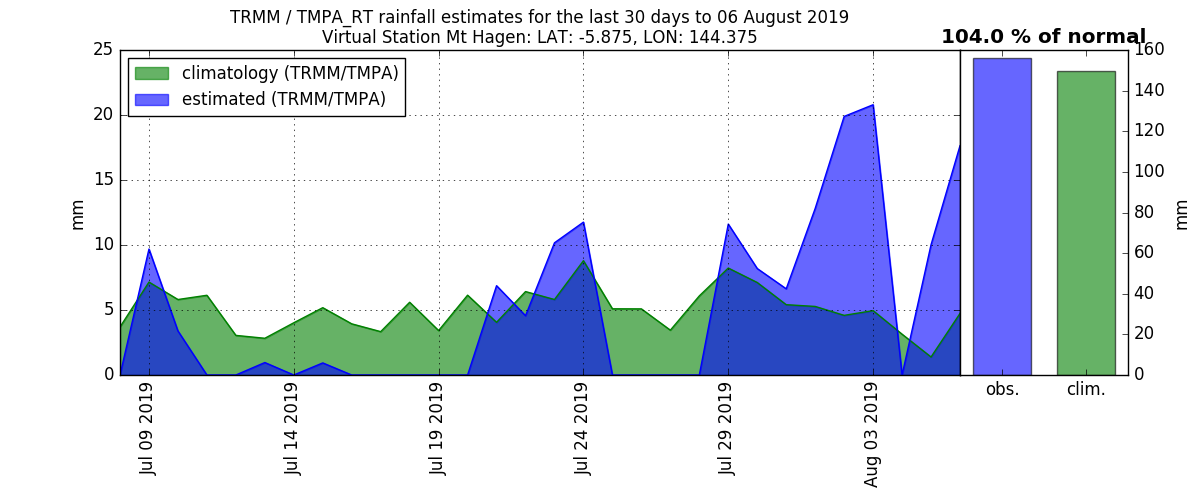 TRMM / TMPA_RT rainfall estimates for the last 30 days to 06 August 2019
Virtual Station Mt Hagen: LAT: -5.875, LON: 144.375
104.0 % of normal
climatology (TRMM/TMPA)
estimated (TRMM/TMPA)
mm
25
20
15
10
5
0
Jul 09 2019
Jul 14 2019
Jul 19 2019
Jul 24 2019
Jul 29 2019
Aug 03 2019
obs.
clim.
160
140
120
100
80
60
40
20
0
mm